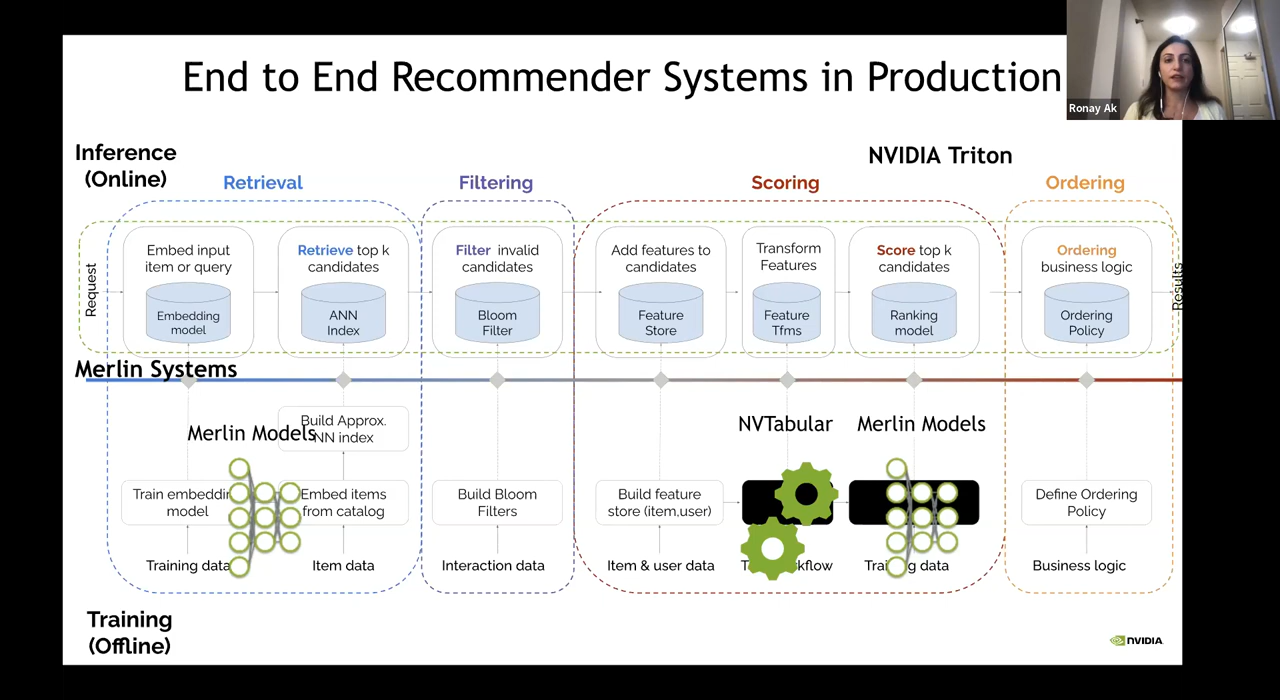 End to End Recommender Systems in Production
Ronay Ak
Inference
(Online)
NVIDIA Triton
Retrieval
Filtering
Scoring
Ordering
Request
Embed input
item or query
Embedding
model
Retrieve top k
candidates
ANN
Index
Filter invalid
candidates
Bloom
Filter
Add features to
candidates
Feature
Store
Transform
Features
Feature
Tfms
Score top k
candidates
Ranking
model
Ordering
business logic
Ordering
Policy
Results
Merlin Systems
Merlin Models
Build Approx.
NN index
NVTabular
Merlin Models
Train embeddin
model
Embed items
from catalog
Build Bloom
Filters
Build feature
store (item,user)
Define Ordering
Policy
Training data
Item data
Interaction data
Item & user data
Business logic
Training
(Offline)
NVIDIA